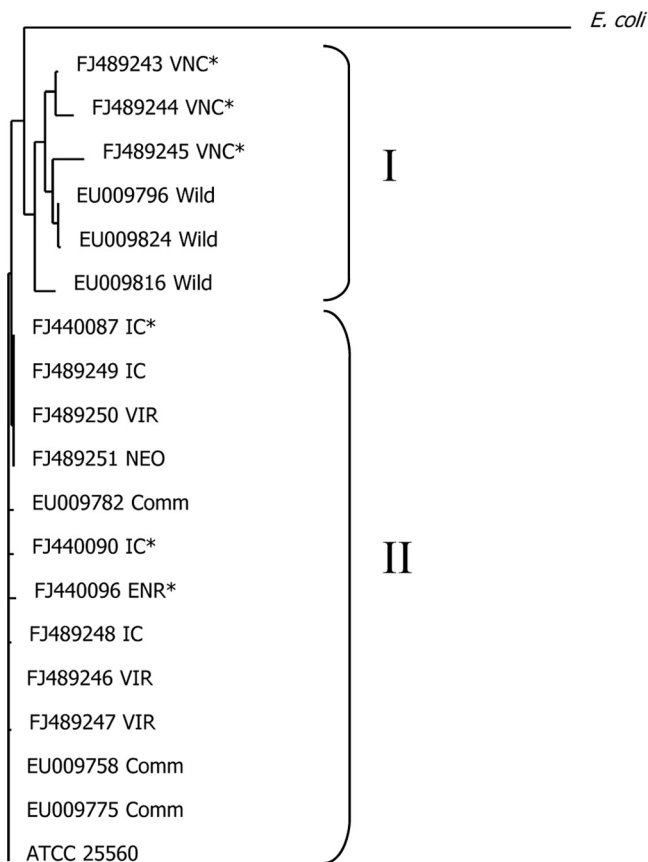 E. coli
FJ489243 VNC*
FJ489244 VNC*
FJ489245 VNC*
EU009796 Wild
EU009824 Wild
EU009816 Wild
I
FJ440087 IC*
FJ489249 IC
FJ489250 VIR
FJ489251 NEO
EU009782 Comm
FJ440090 IC*
FJ440096 ENR*
FJ489248 IC
FJ489246 VIR
FJ489247 VIR
EU009758 Comm
EU009775 Comm
ATCC 25560
II